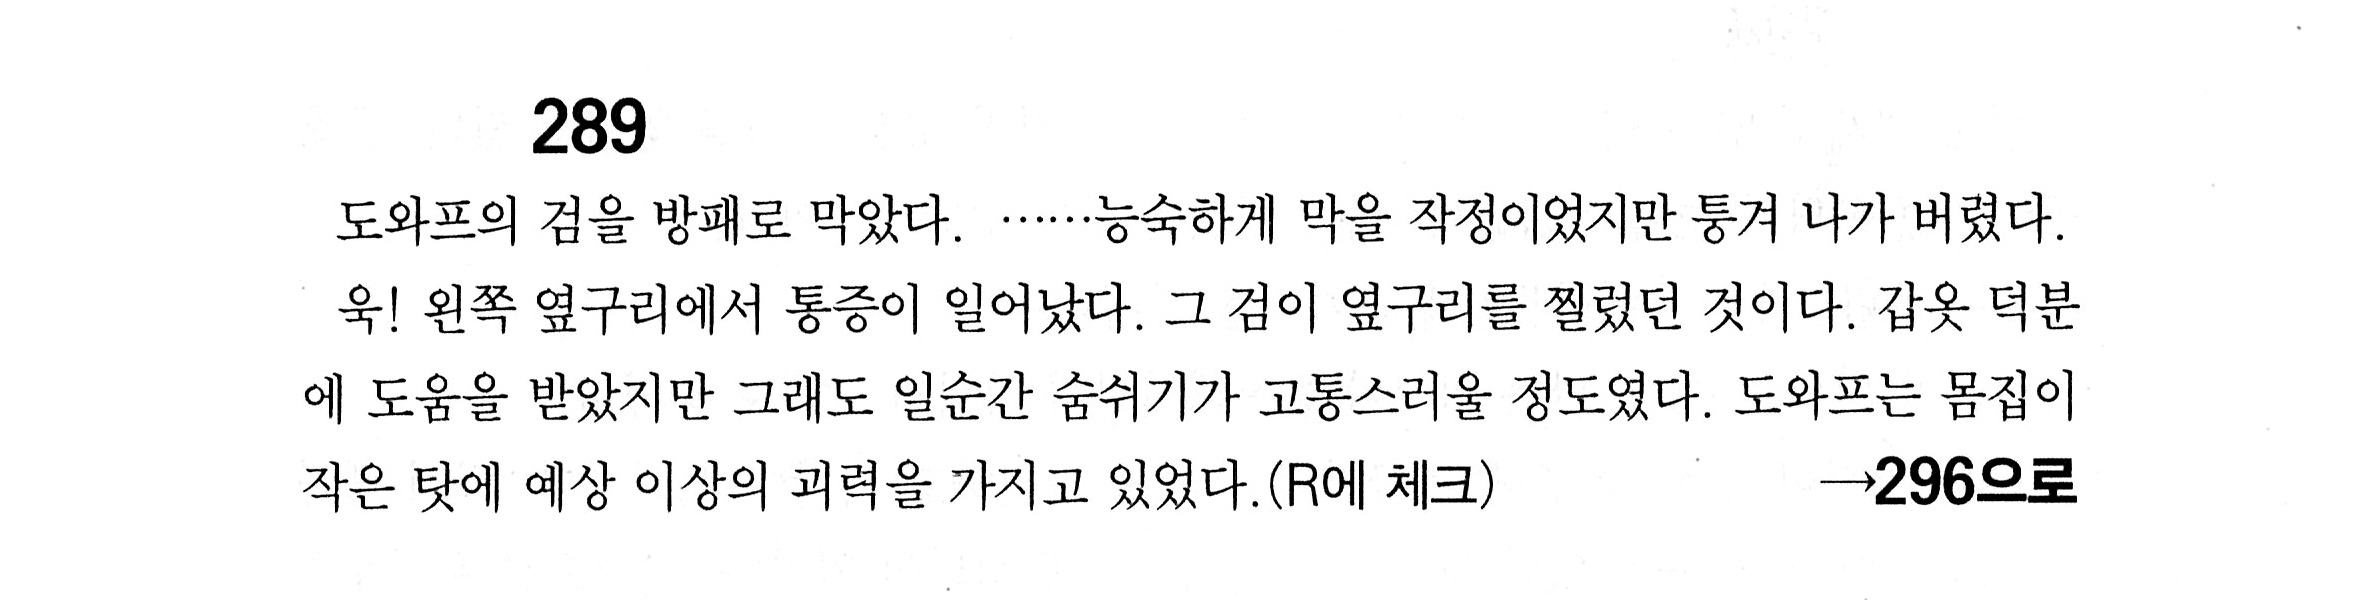 289
도와프의 검을 방패로 막았다. ……능숙하게 막을 작정이었지만 퉁겨 나가 버렸다.
욱! 왼쪽 옆구리에서 통증이 일어났다. 그 검이 옆구리를 찔렀던 것이다. 갑옷 덕분
에 도움을 받았지만 그래도 일순간 숨쉬기가 고통스러울 정도였다. 도와프는 몸집이
작은 탓에 예상 이상의 괴력을 가지고 있었다.(R에 체크) →296으로